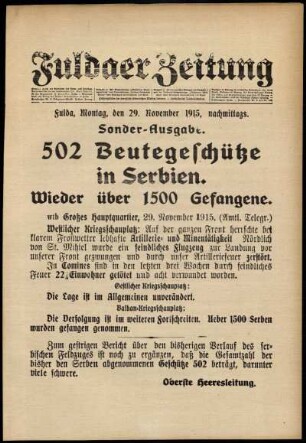 Fuldaer Zeitung
Fulda, Montag, den 29. November 1915, nachmittags.
Sonder-Ausgabe.
502 Beutegeschütze
in Serbien.
Wieder über 1500 Gefangene.
wtb Großes Hauptquartier, 29. November 1915. (Amtl. Telegr.)
Westlicher Kriegsschauplatz: Auf der ganzen Front herrschte bei
klarem Frostwetter lebhafte Artillerie- und Minentätigkeit Nördlich
von St. Mihiel wurde ein feindliches Flugzeug zur Landung vor
unserer Front gezwungen und durch unser Artilleriefeuer zerstört.
In Comines sind in den letzten drei Wochen durch feindliches
Feuer 22 Einwohner getötet und acht verwundet worden.
Oestlicher Kriegsschauplatz:
Die Lage ist im Allgemeinen unverändert.
Balkan-Kriegsschauplatz:
Die Verfolgung ist im weiteren Fortschreiten. Ueber 1500 Serben
wurden gefangen genommen.
Zum gestrigen Bericht über den bisherigen Verlauf des ser-
bischen Feldzuges ist noch zu ergänzen, daß die Gesamtzahl der
bisher den Serben abgenommenen Geschütze 502 beträgt, darunter
viele schwere.
Oberste Heeresleitung.